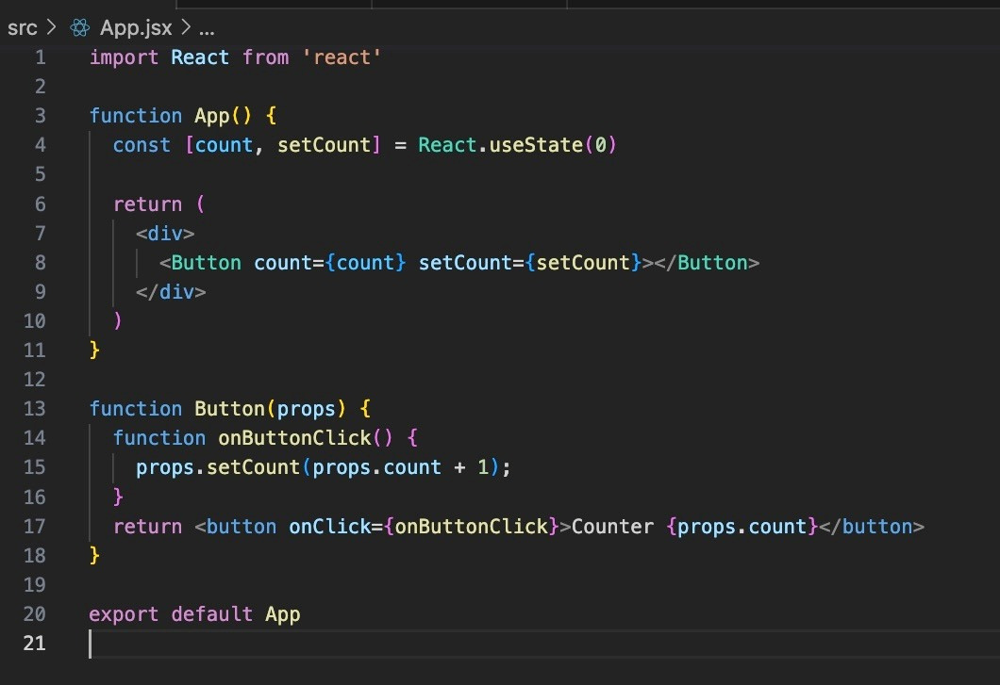 src > App.jsx > ...
1 import React from 'react'
2
3 function App() {
4   const [count, setCount] = React.useState(0)
5
6   return (
7     <div>
8       <Button count={count} setCount={setCount}></Button>
9     </div>
10   )
11 }
12
13 function Button(props) {
14   function onButtonClick() {
15     props.setCount(props.count + 1);
16   }
17   return <button onClick={onButtonClick}>Counter {props.count}</button>
18 }
19
20 export default App
21